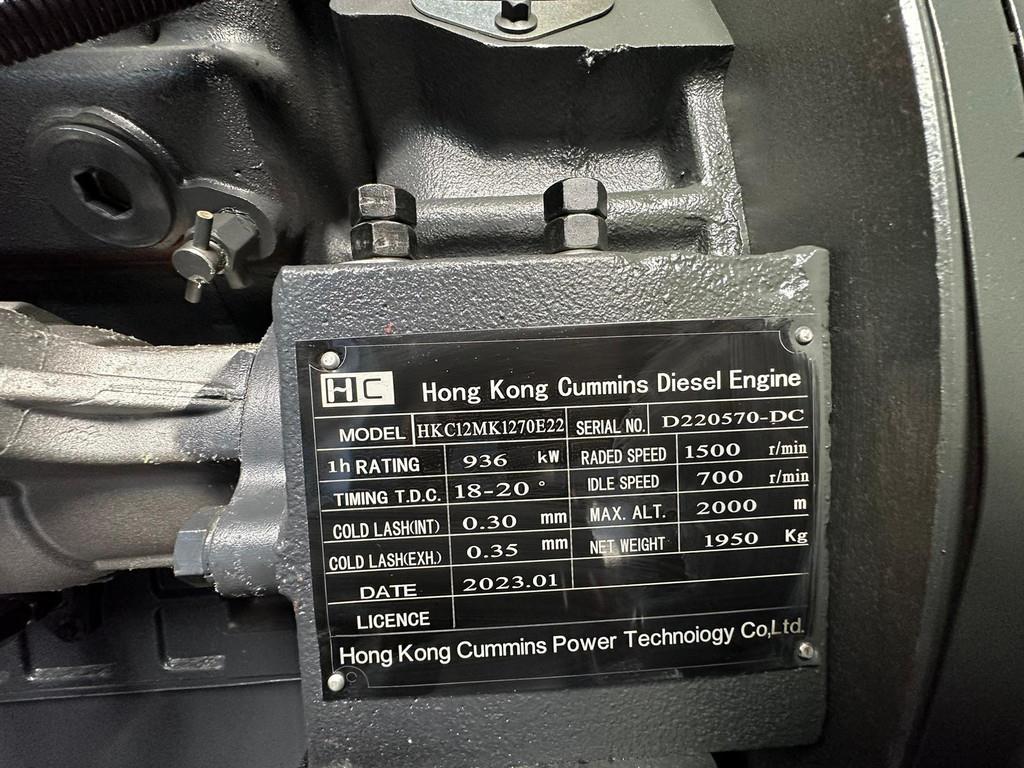 HC Hong Kong Cummins Diesel Engine
MODEL HKC12MK1270E22 SERIAL NO. D220570-DC
1h RATING 936 kW RADED SPEED 1500 r/min
TIMING T.D.C. 18-20 ° IDLE SPEED 700 r/min
COLD LASH(INT) 0.30 mm MAX. ALT. 2000 m
COLD LASH(EXH.) 0.35 mm NET WEIGHT 1950 Kg
DATE 2023.01
LICENCE
Hong Kong Cummins Power Technoiogy Co,Ltd.